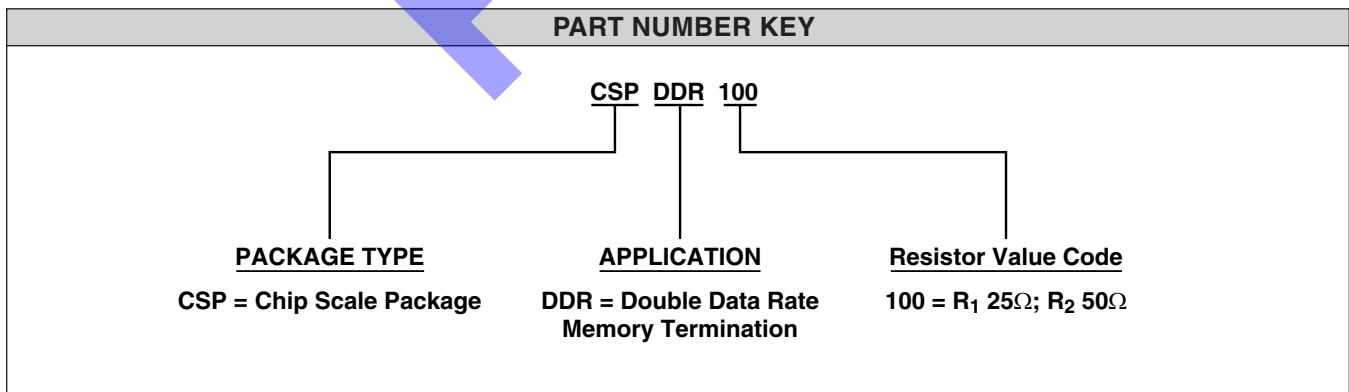 PART NUMBER KEY
CSP DDR 100
PACKAGE TYPE
CSP = Chip Scale Package
APPLICATION
DDR = Double Data Rate
Memory Termination
Resistor Value Code
100 = R1 25Ω; R2 50Ω